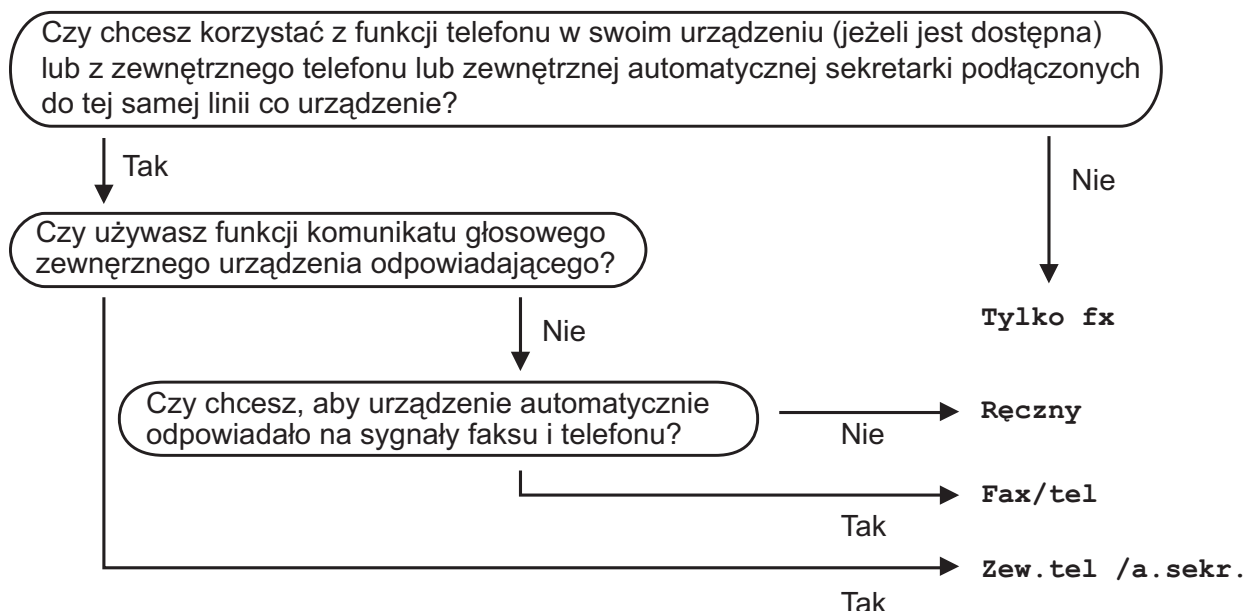 Czy chcesz korzystać z funkcji telefonu w swoim urządzeniu (jeżeli jest dostępna)
lub z zewnętrznego telefonu lub zewnętrznej automatycznej sekretarki podłączonych
do tej samej linii co urządzenie?
Tak
Nie
Czy używasz funkcji komunikatu głosowego
zewnęrznego urządzenia odpowiadającego?
Nie
Tylko fx
Czy chcesz, aby urządzenie automatycznie
odpowiadało na sygnały faksu i telefonu?
Nie
Ręczny
Tak
Fax/tel
Tak
Zew.tel /a.sekr.